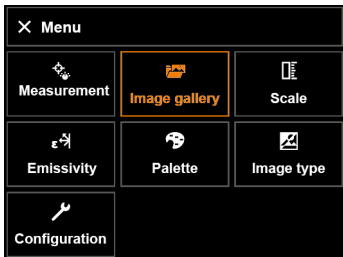 Menu
Measurement
Image gallery
Scale
ε
Emissivity
Palette
Image type
Configuration